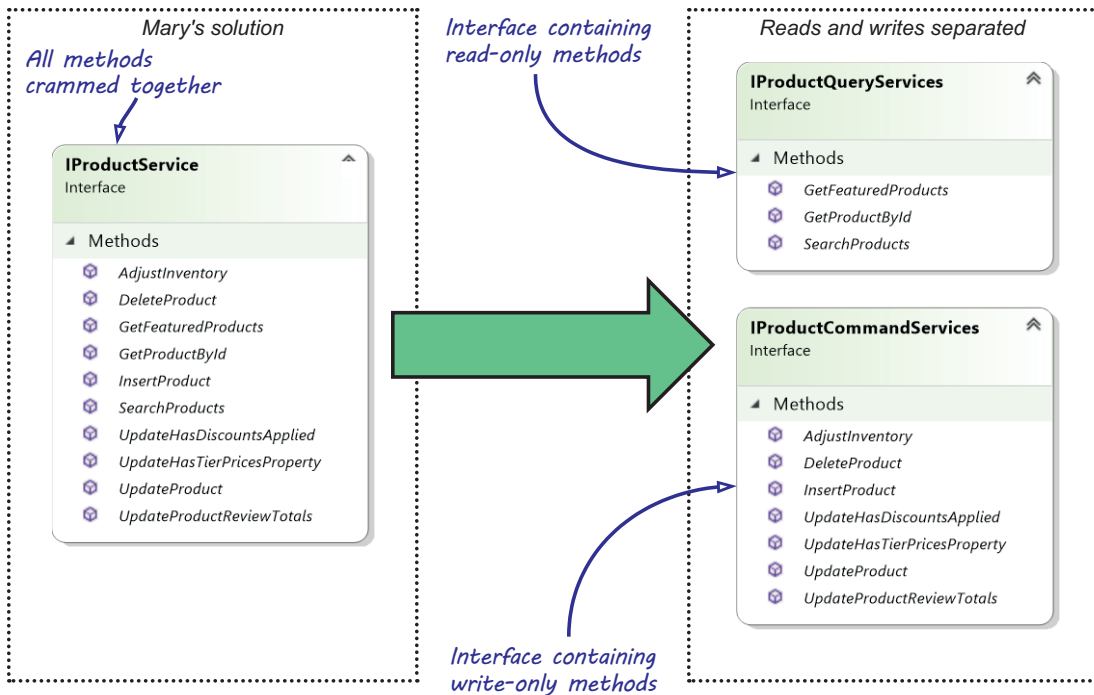 Mary's solution
All methods
crammed together
IProductService
Interface
Methods
AdjustInventory
DeleteProduct
GetFeaturedProducts
GetProductById
InsertProduct
SearchProducts
UpdateHasDiscountsApplied
UpdateHasTierPricesProperty
UpdateProduct
UpdateProductReviewTotals
Interface containing
read-only methods
Reads and writes separated
IProductQueryServices
Interface
Methods
GetFeaturedProducts
GetProductById
SearchProducts
IProductCommandServices
Interface
Methods
AdjustInventory
DeleteProduct
InsertProduct
UpdateHasDiscountsApplied
UpdateHasTierPricesProperty
UpdateProduct
UpdateProductReviewTotals
Interface containing
write-only methods